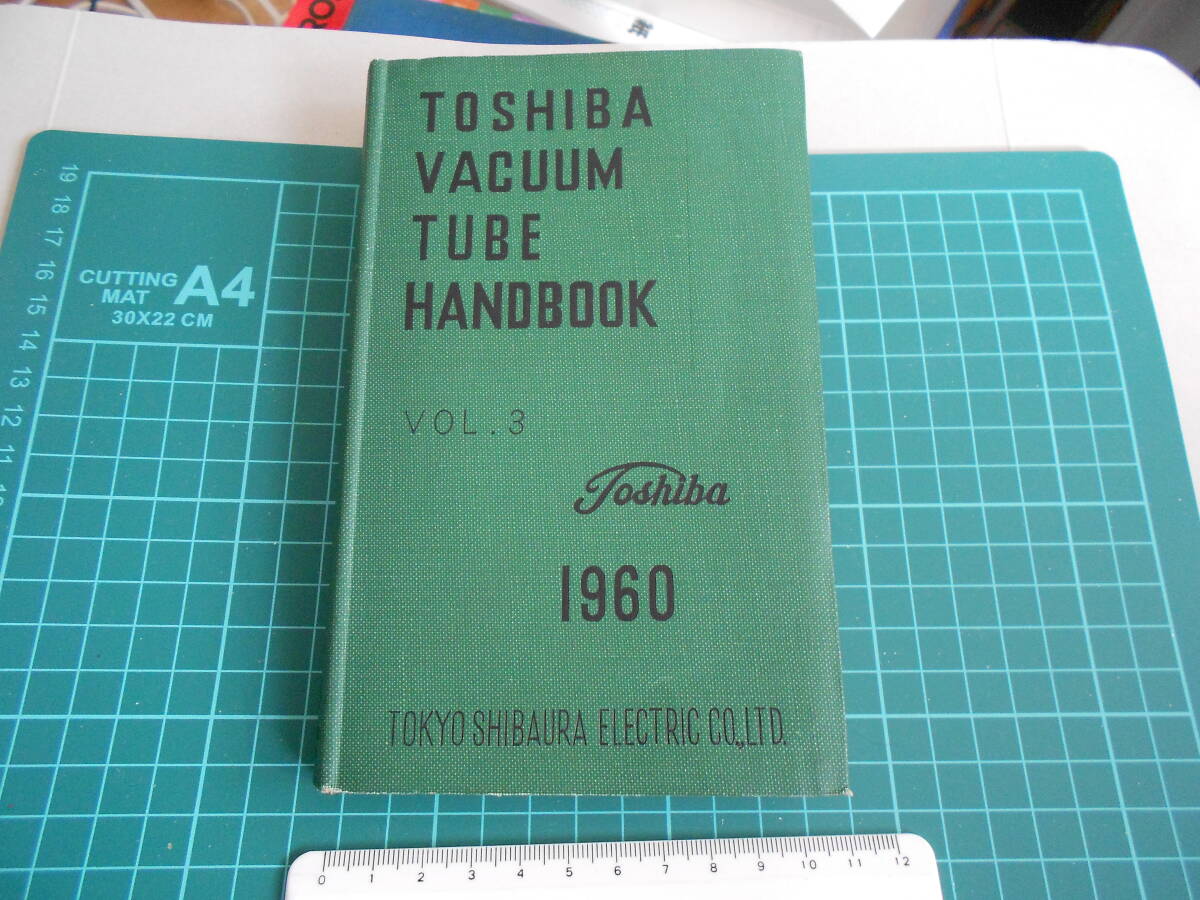 TOSHIBA
VACUUM
TUBE
HANDBOOK
VOL.3
Toshiba
1960
TOKYO SHIBAURA ELECTRIC CO.,LTD.
CUTTING
MAT
A4
30X22 CM
19
18
17
16
15
14
13
12
11
0 1 2 3 4 5 6 7 8 9 10 11 12